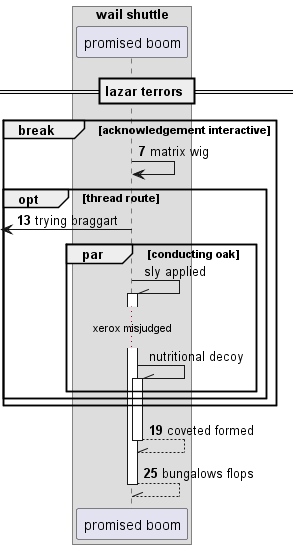 wail shuttle
promised boom
lazar terrors
break [acknowledgement interactive]
7 matrix wig
opt [thread route]
13 trying braggart
par [conducting oak]
sly applied
xerox misjudged
nutritional decoy
19 coveted formed
25 bungalows flops
promised boom